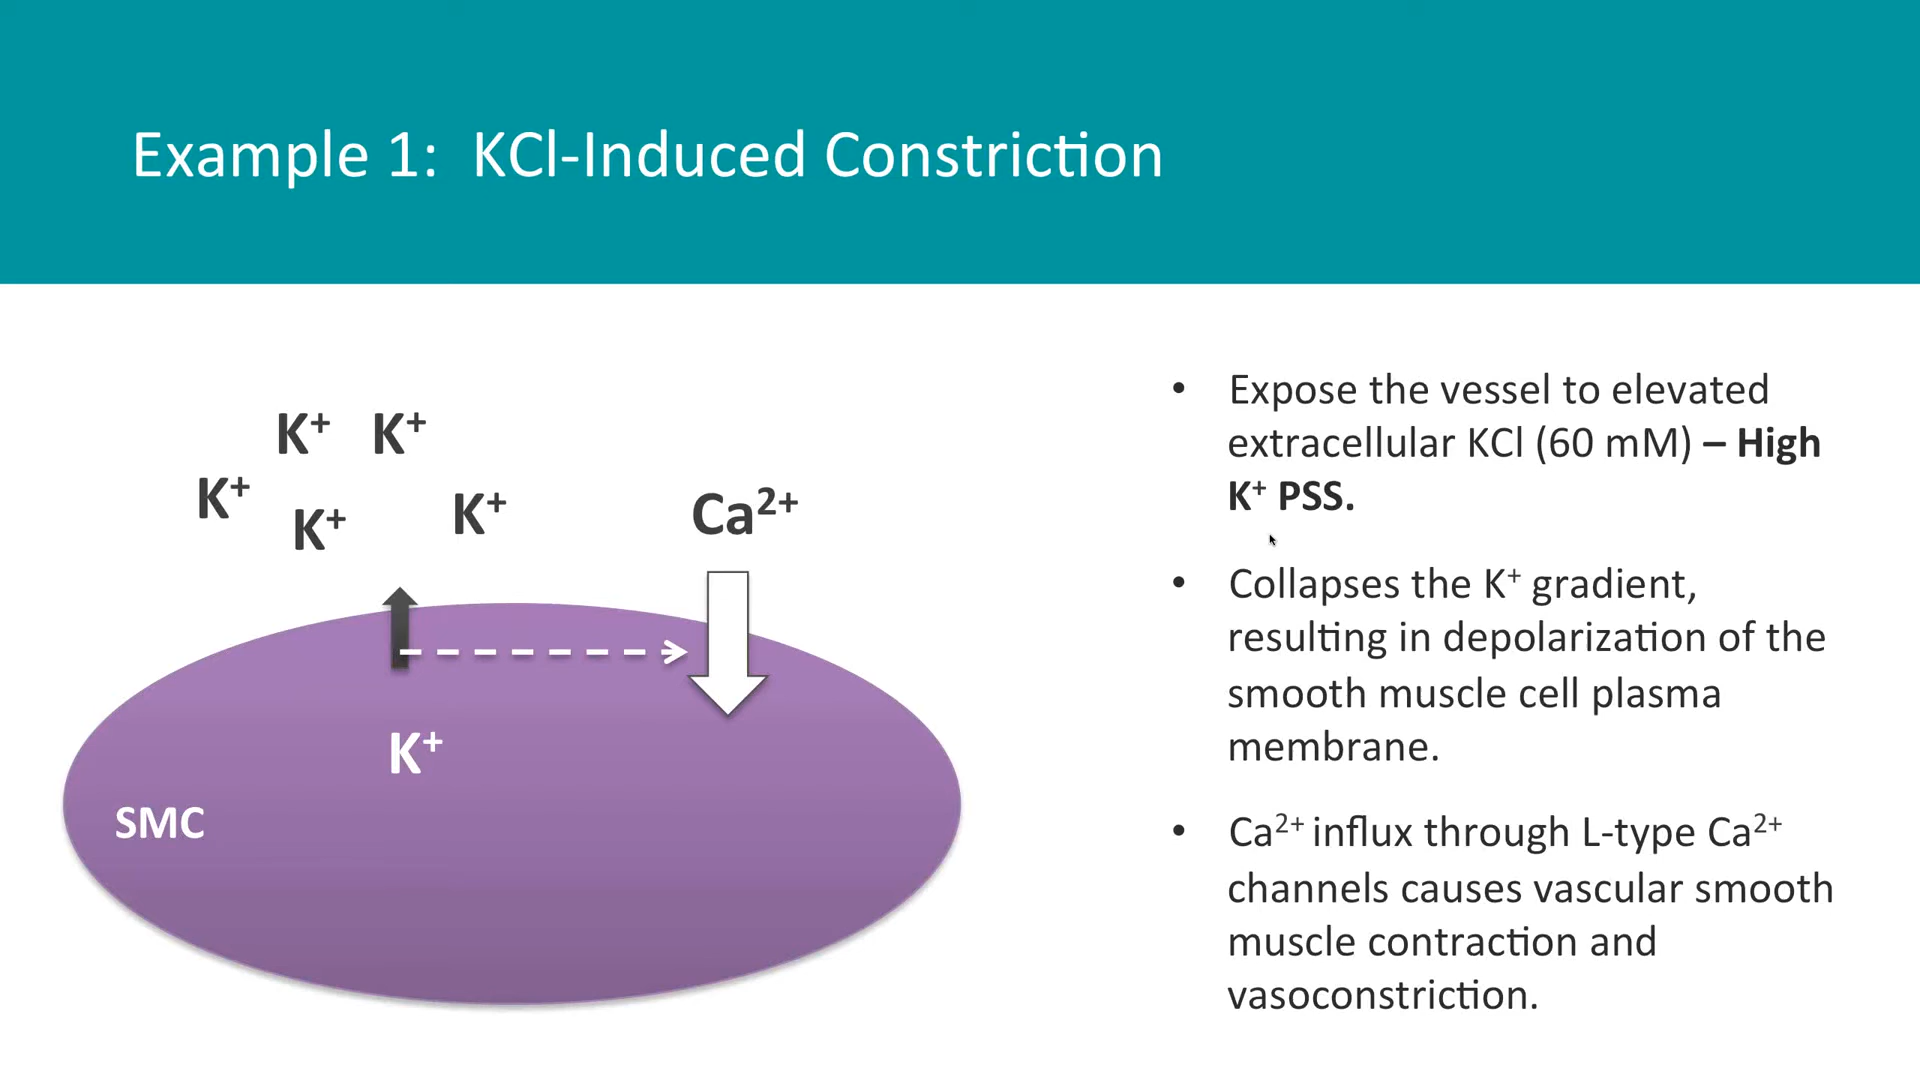 Example 1: KCl-Induced Constriction
K⁺ K⁺
K⁺ K⁺ K⁺ Ca²⁺
K⁺
SMC
• Expose the vessel to elevated
extracellular KCl (60 mM) – High
K⁺ PSS.
• Collapses the K⁺ gradient,
resulting in depolarization of the
smooth muscle cell plasma
membrane.
• Ca²⁺ influx through L-type Ca²⁺
channels causes vascular smooth
muscle contraction and
vasoconstriction.